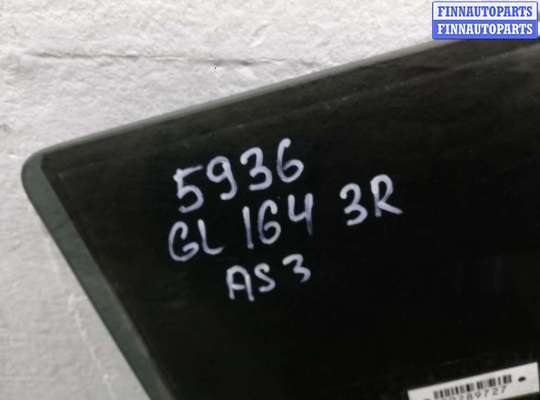 FINNAUTOPARTS
FINNAUTOPARTS
5936
GL 164 3R
AS3